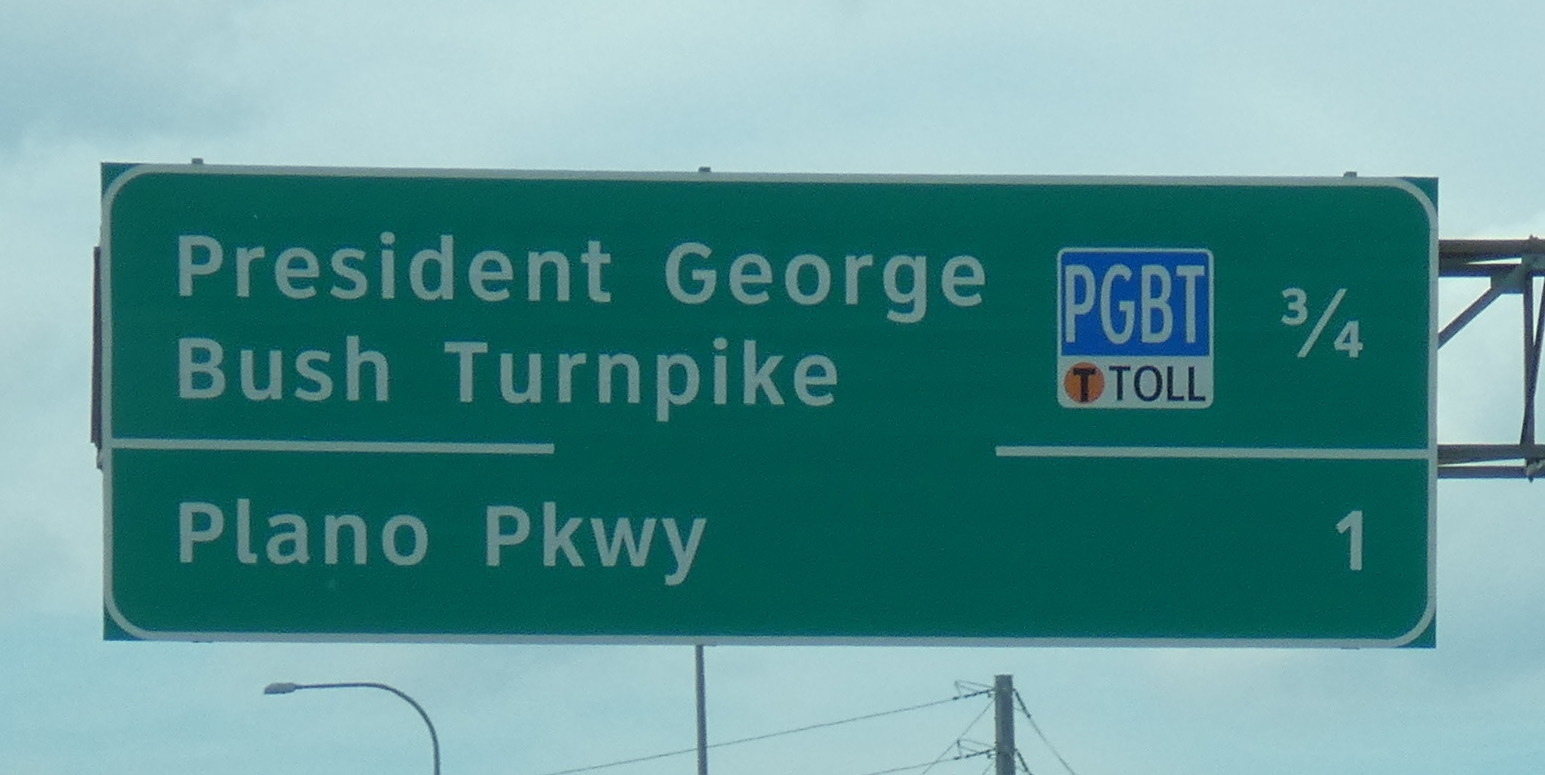 President George
Bush Turnpike
PGBT
T TOLL
¾
Plano Pkwy 1